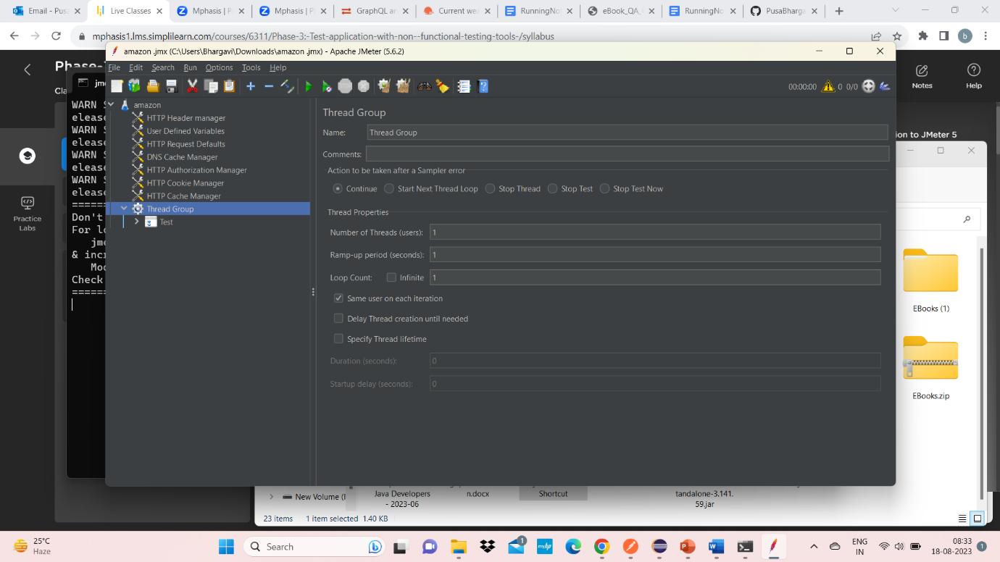 Email - Pusa
Live Classes
Mphasis | P
Mphasis | P
GraphQL an
Current wea
RunningNo
eBook_QA_
RunningNo
PusaBharga
mphasis1.lms.simplilearn.com/courses/6311/Phase-3:-Test-application-with-non--functional-testing-tools-/syllabus
b
Phase-
Cla
Notes
Help
Practice
Labs
ion to JMeter 5
jme
WARN S
elease
WARN S
elease
WARN S
elease
WARN S
elease
======
Don't
For lo
jme
& incr
Mod
Check
======
amazon .jmx (C:\Users\Bhargavi\Downloads\amazon .jmx) - Apache JMeter (5.6.2)
File Edit Search Run Options Tools Help
00:00:00 0 0/0
amazon
HTTP Header manager
User Defined Variables
HTTP Request Defaults
DNS Cache Manager
HTTP Authorization Manager
HTTP Cookie Manager
HTTP Cache Manager
Thread Group
Test
Thread Group
Name: Thread Group
Comments:
Action to be taken after a Sampler error
Continue Start Next Thread Loop Stop Thread Stop Test Stop Test Now
Thread Properties
Number of Threads (users): 1
Ramp-up period (seconds): 1
Loop Count: Infinite 1
Same user on each iteration
Delay Thread creation until needed
Specify Thread lifetime
Duration (seconds): 0
Startup delay (seconds): 0
EBooks (1)
EBooks.zip
New Volume (
Java Developers
- 2023-06
n.docx
Shortcut
tandalone-3.141.
59.jar
23 items 1 item selected 1.40 KB
25°C
Haze
Search
myhp
1
ENG
IN
08:33
18-08-2023
1